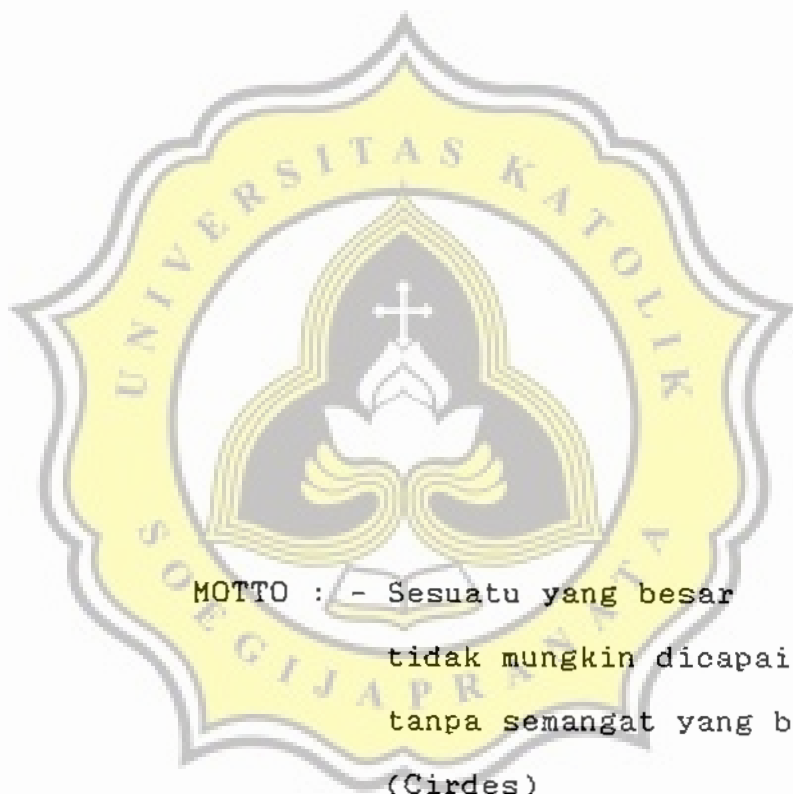 UNIVERSITAS KATOLIK
SOEGIJAPRANATA
MOTTO : - Sesuatu yang besar
tidak mungkin dicapai
tanpa semangat yang b
(Cirdes)